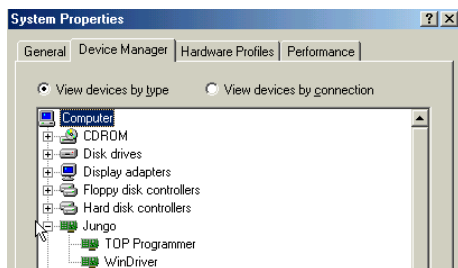 System Properties
General Device Manager Hardware Profiles Performance
View devices by type View devices by connection
Computer
CDROM
Disk drives
Display adapters
Floppy disk controllers
Hard disk controllers
Jungo
TOP Programmer
WinDriver